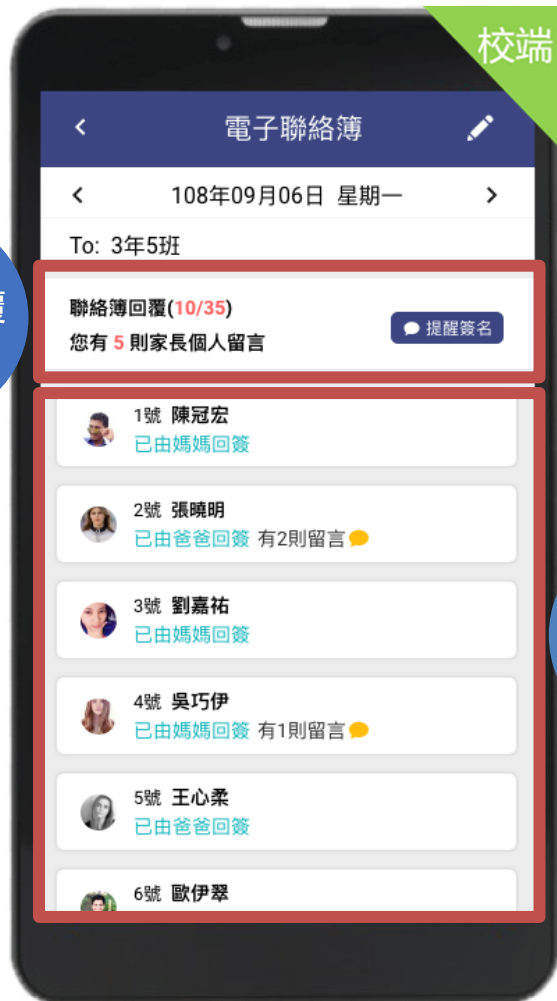 校端
電子聯絡簿
108年09月06日 星期一
To: 3年5班
聯絡簿回覆(10/35)
您有 5 則家長個人留言
提醒簽名
1號 陳冠宏
已由媽媽回簽
2號 張曉明
已由爸爸回簽 有2則留言
3號 劉嘉祐
已由媽媽回簽
4號 吳巧伊
已由媽媽回簽 有1則留言
5號 王心柔
已由爸爸回簽
6號 歐伊翠